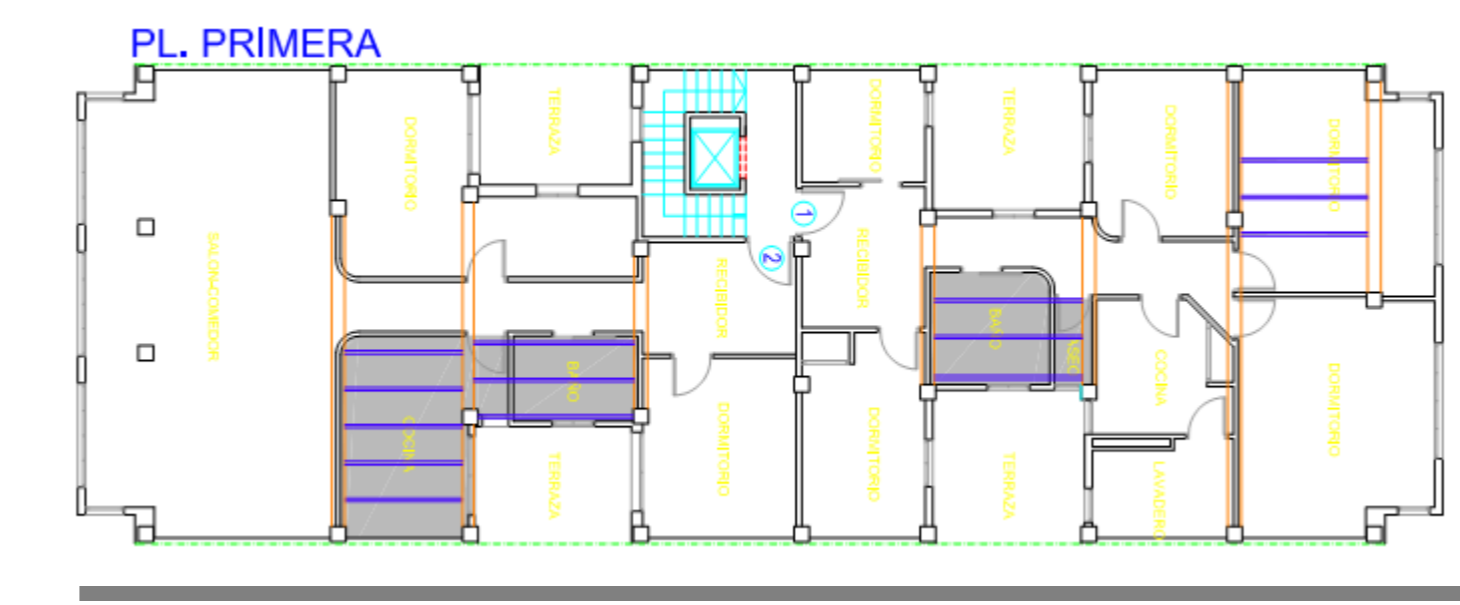 PL. PRIMERA
SALON-COMEDOR
DORMITORIO
TERRAZA
COCINA
BAÑO
TERRAZA
RECIBIDOR
DORMITORIO
2
1
DORMITORIO
RECIBIDOR
DORMITORIO
TERRAZA
BAÑO
ASEO
TERRAZA
DORMITORIO
COCINA
LAVADERO
DORMITORIO
DORMITORIO